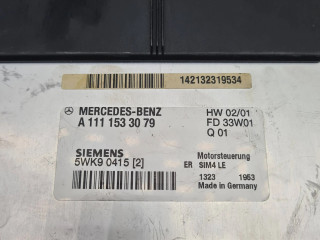 142132319534
MERCEDES-BENZ
A 111 153 30 79
HW 02/01
FD 33W01
Q 01
SIEMENS
5WK9 0415 [2]
Motorsteuerung
ER SIM4 LE
1323 1953
Made in Germany